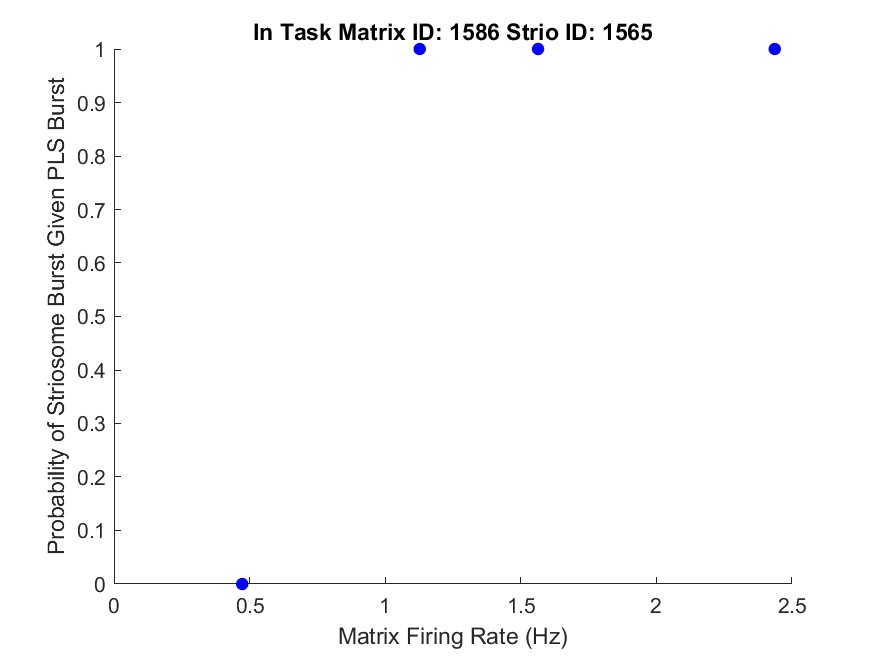 In Task Matrix ID: 1586 Strio ID: 1565
Probability of Striosome Burst Given PLS Burst
1
0.9
0.8
0.7
0.6
0.5
0.4
0.3
0.2
0.1
0
0 0.5 1 1.5 2 2.5
Matrix Firing Rate (Hz)